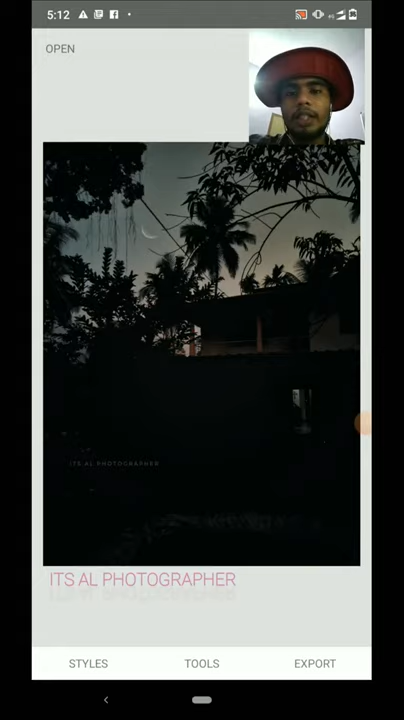 5:12
OPEN
ITS AL PHOTOGRAPHER
ITS AL PHOTOGRAPHER
STYLES
TOOLS
EXPORT